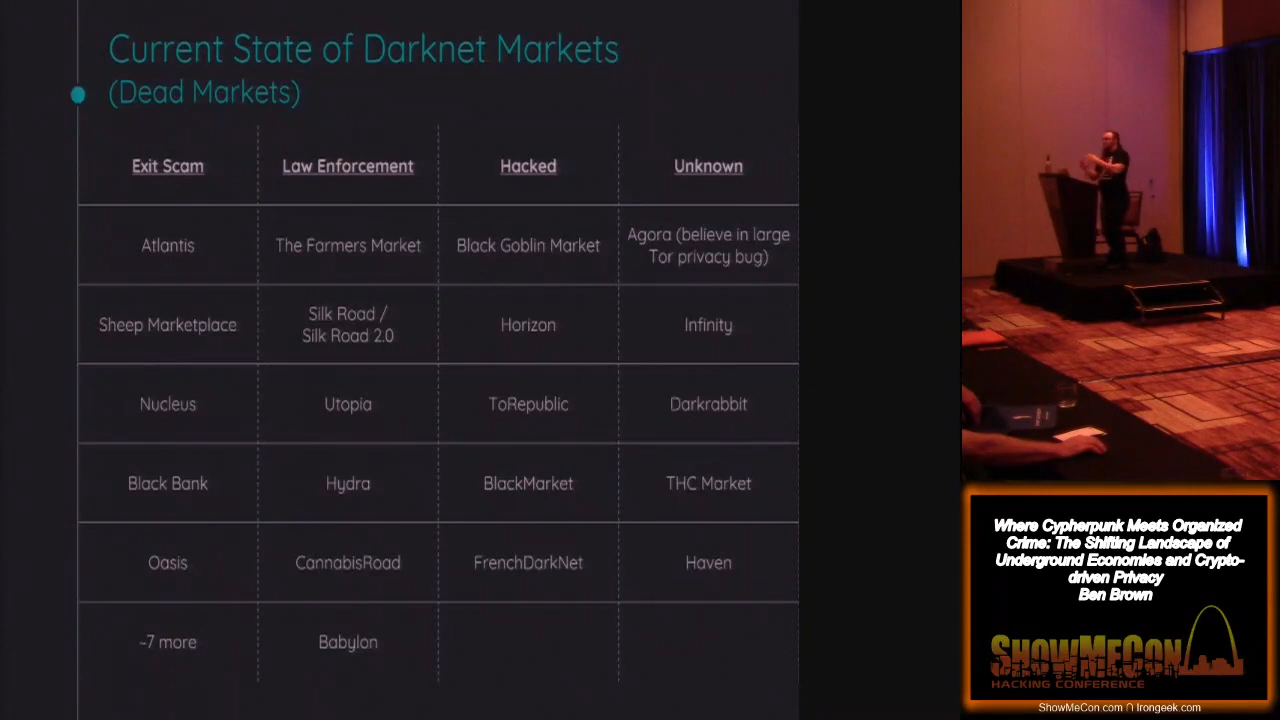 Current State of Darknet Markets
(Dead Markets)
Exit Scam
Law Enforcement
Hacked
Unknown
Atlantis
The Farmers Market
Black Goblin Market
Agora (believe in large
Tor privacy bug)
Sheep Marketplace
Silk Road /
Silk Road 2.0
Horizon
Infinity
Nucleus
Utopia
ToRepublic
Darkrabbit
Black Bank
Hydra
BlackMarket
THC Market
Oasis
CannabisRoad
FrenchDarkNet
Haven
~7 more
Babylon
Where Cypherpunk Meets Organized
Crime: The Shifting Landscape of
Underground Economies and Crypto-
driven Privacy
Ben Brown
ShowMeCon
HACKING CONFERENCE
ShowMeCon.com ∩ Irongeek.com